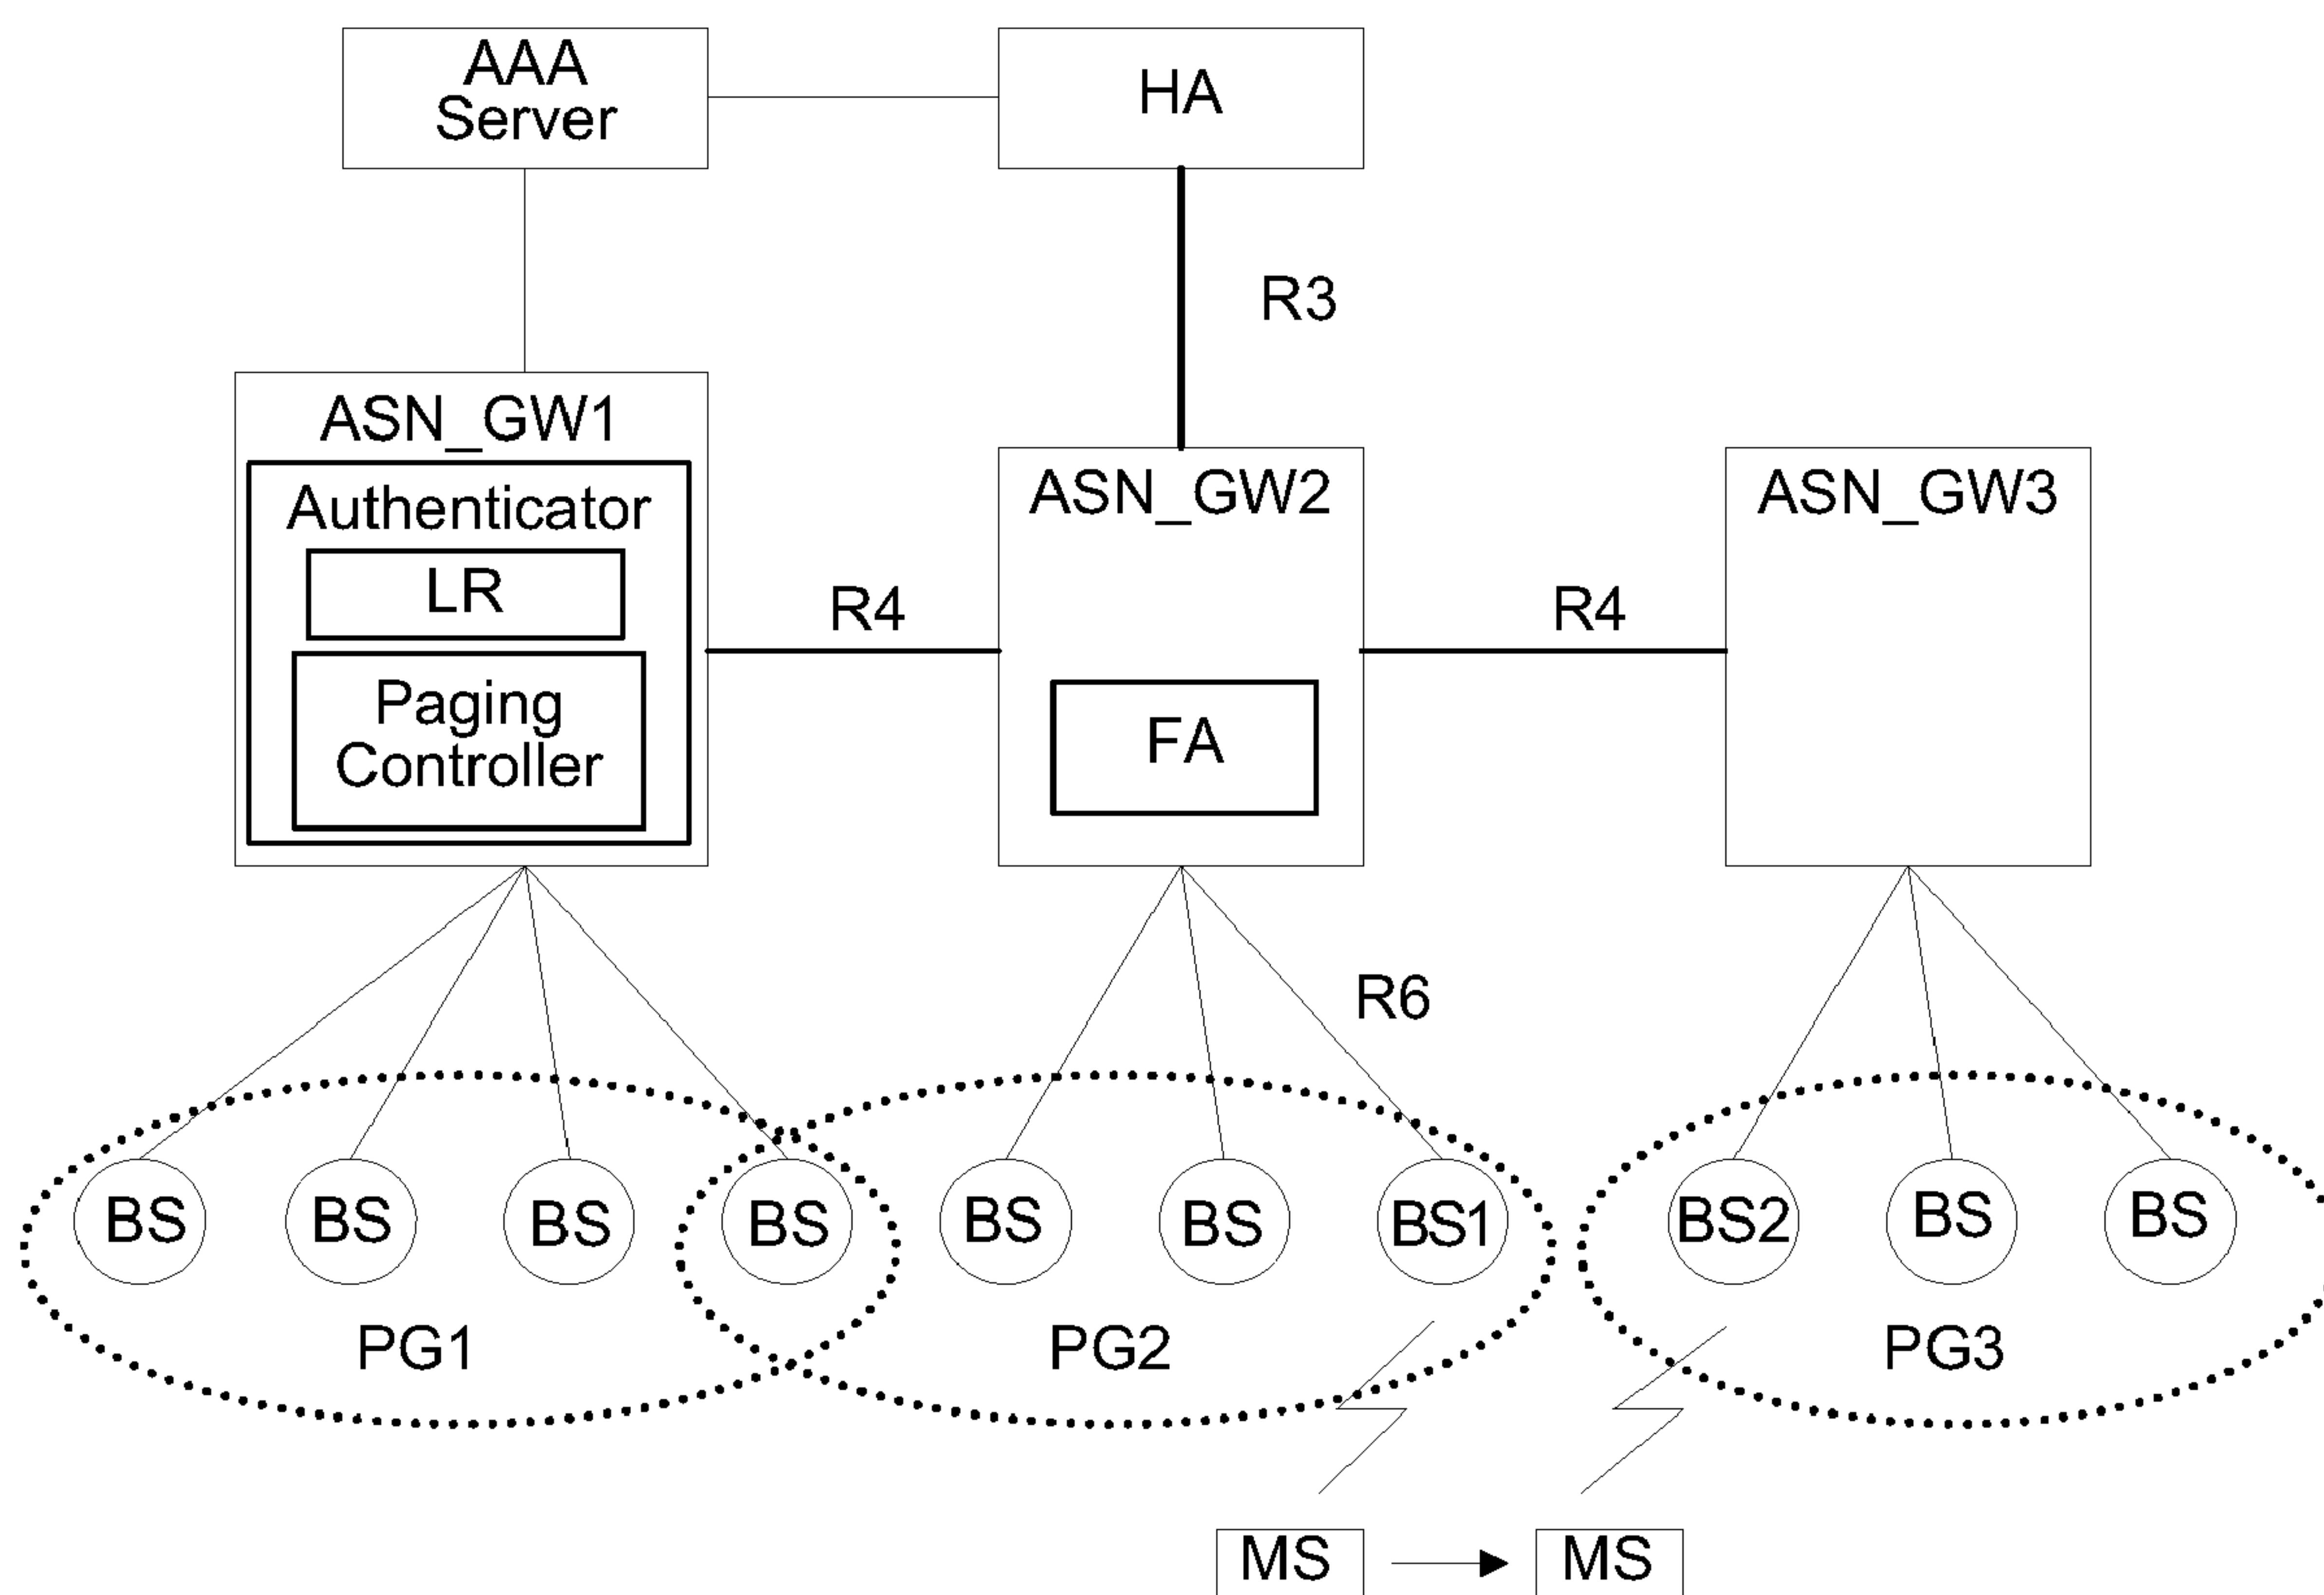 AAA
Server
HA
R3
ASN_GW1
Authenticator
LR
Paging
Controller
R4
ASN_GW2
FA
R4
ASN_GW3
R6
BS
BS
BS
BS
BS
BS
BS1
BS2
BS
BS
PG1
PG2
PG3
MS
MS